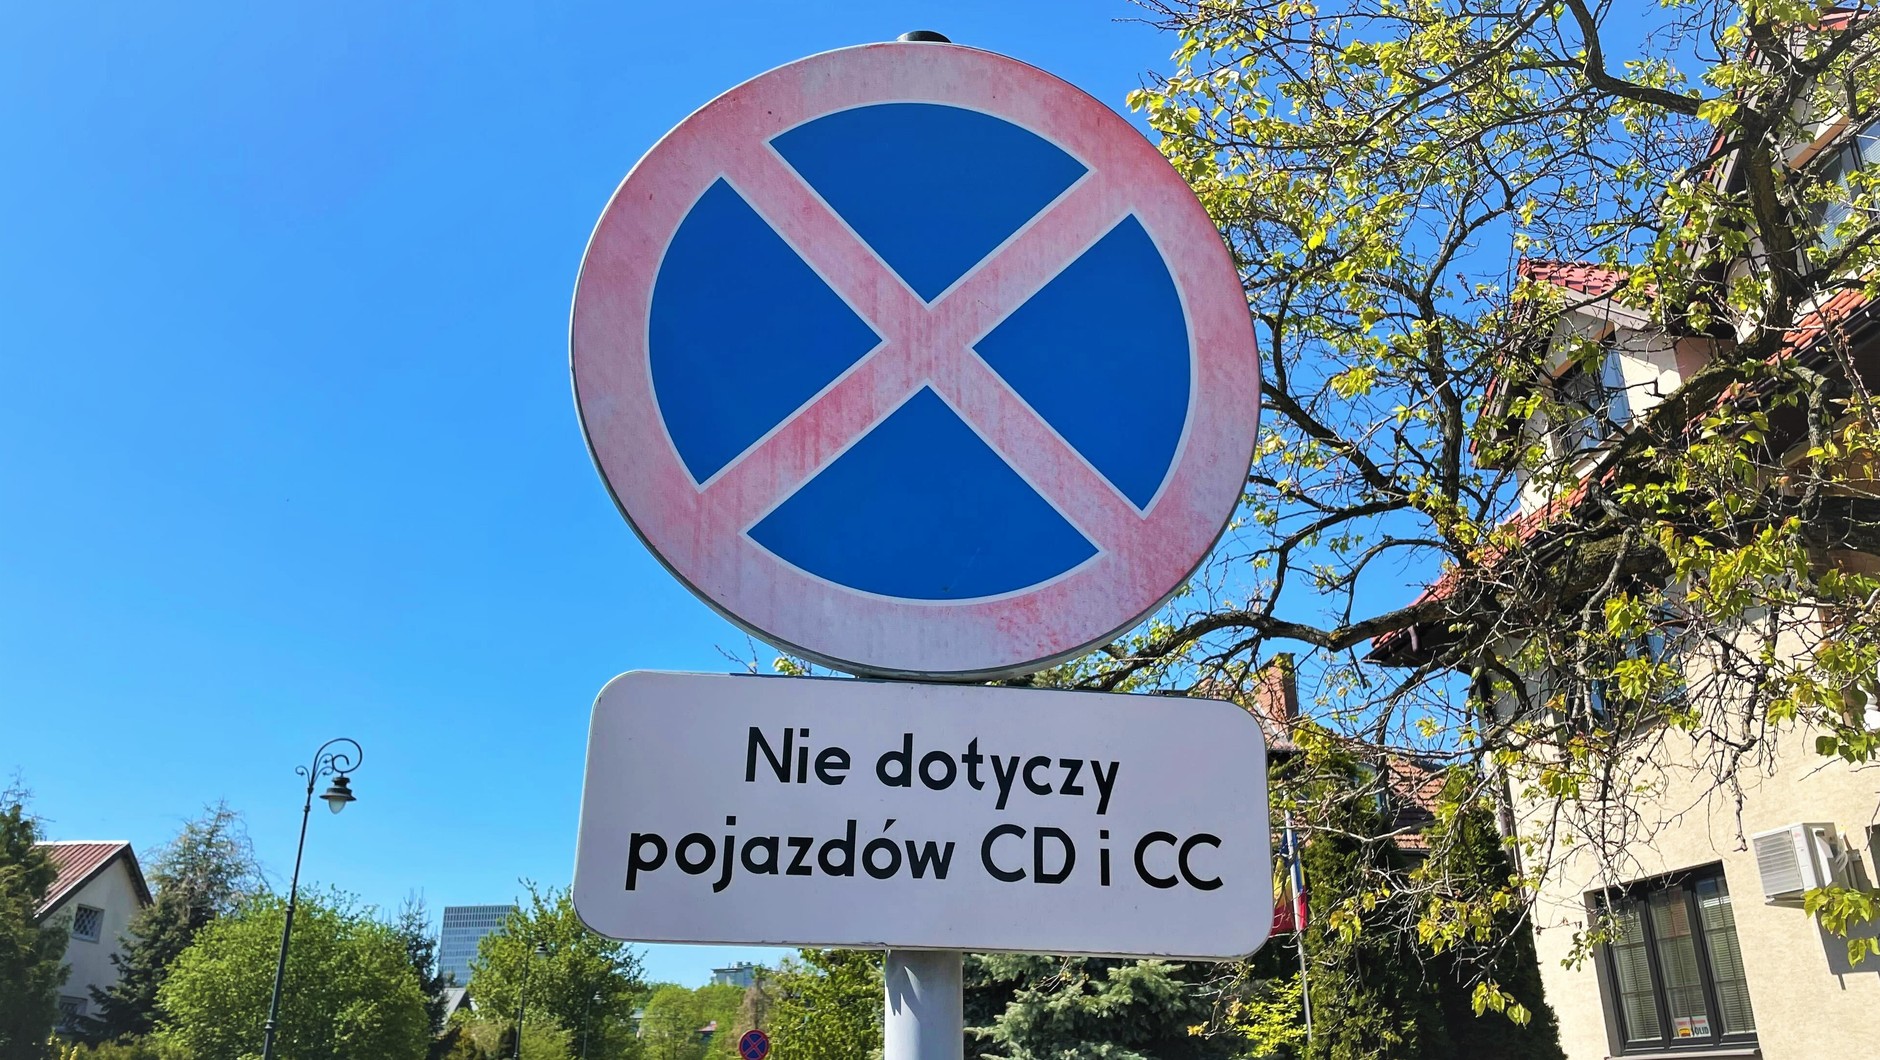 Nie dotyczy
pojazdów CD i CC